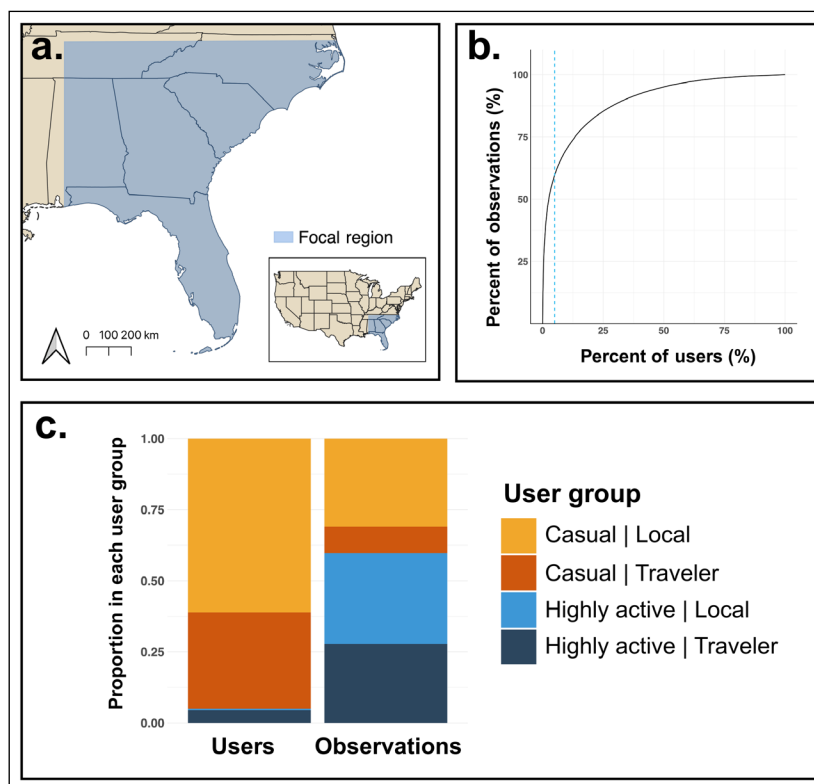 a.
Focal region
0 100 200 km
b.
Percent of observations (%)
100
75
50
25
0 25 50 75 100
Percent of users (%)
c.
Proportion in each user group
1.00
0.75
0.50
0.25
0.00
Users Observations
User group
Casual | Local
Casual | Traveler
Highly active | Local
Highly active | Traveler